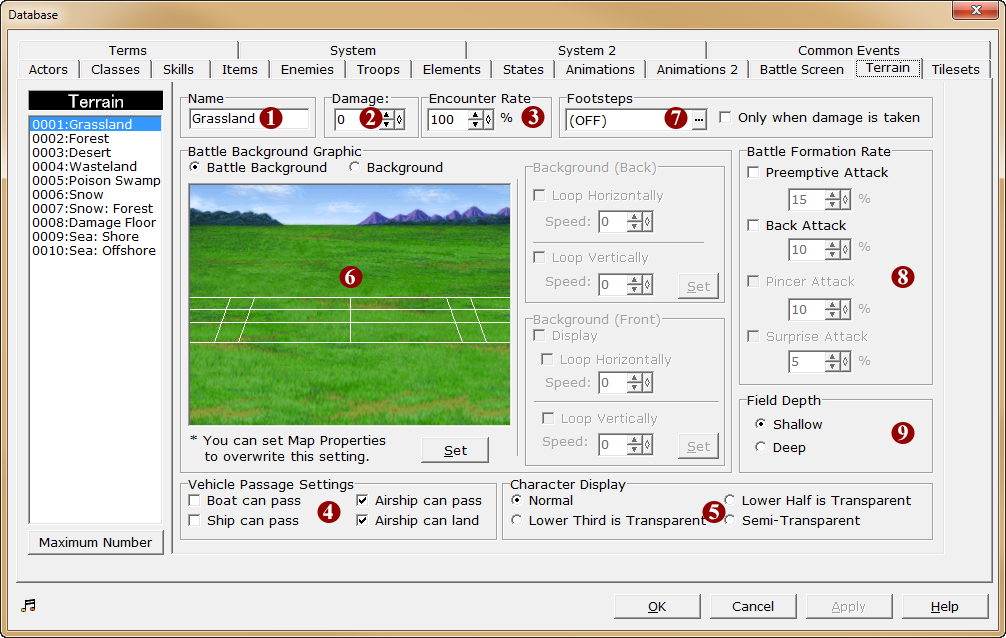 Database
Terms System System 2 Common Events
Actors Classes Skills Items Enemies Troops Elements States Animations Animations 2 Battle Screen Terrain Tilesets
Terrain
0001:Grassland
0002:Forest
0003:Desert
0004:Wasteland
0005:Poison Swamp
0006:Snow
0007:Snow: Forest
0008:Damage Floor
0009:Sea: Shore
0010:Sea: Offshore
Maximum Number
Name
Grassland 1
Damage:
0 2
Encounter Rate
100 % 3
Footsteps
(OFF) 7 ...
Only when damage is taken
Battle Background Graphic
Battle Background Background
6
* You can set Map Properties
to overwrite this setting.
Set
Background (Back)
Loop Horizontally
Speed: 0
Loop Vertically
Speed: 0 Set
Background (Front)
Display
Loop Horizontally
Speed: 0
Loop Vertically
Speed: 0 Set
Battle Formation Rate
Preemptive Attack
15 %
Back Attack
10 %
8
Pincer Attack
10 %
Surprise Attack
5 %
Field Depth
Shallow
9
Deep
Vehicle Passage Settings
Boat can pass Airship can pass
4
Ship can pass Airship can land
Character Display
Normal Lower Half is Transparent
5
Lower Third is Transparent Semi-Transparent
OK Cancel Apply Help